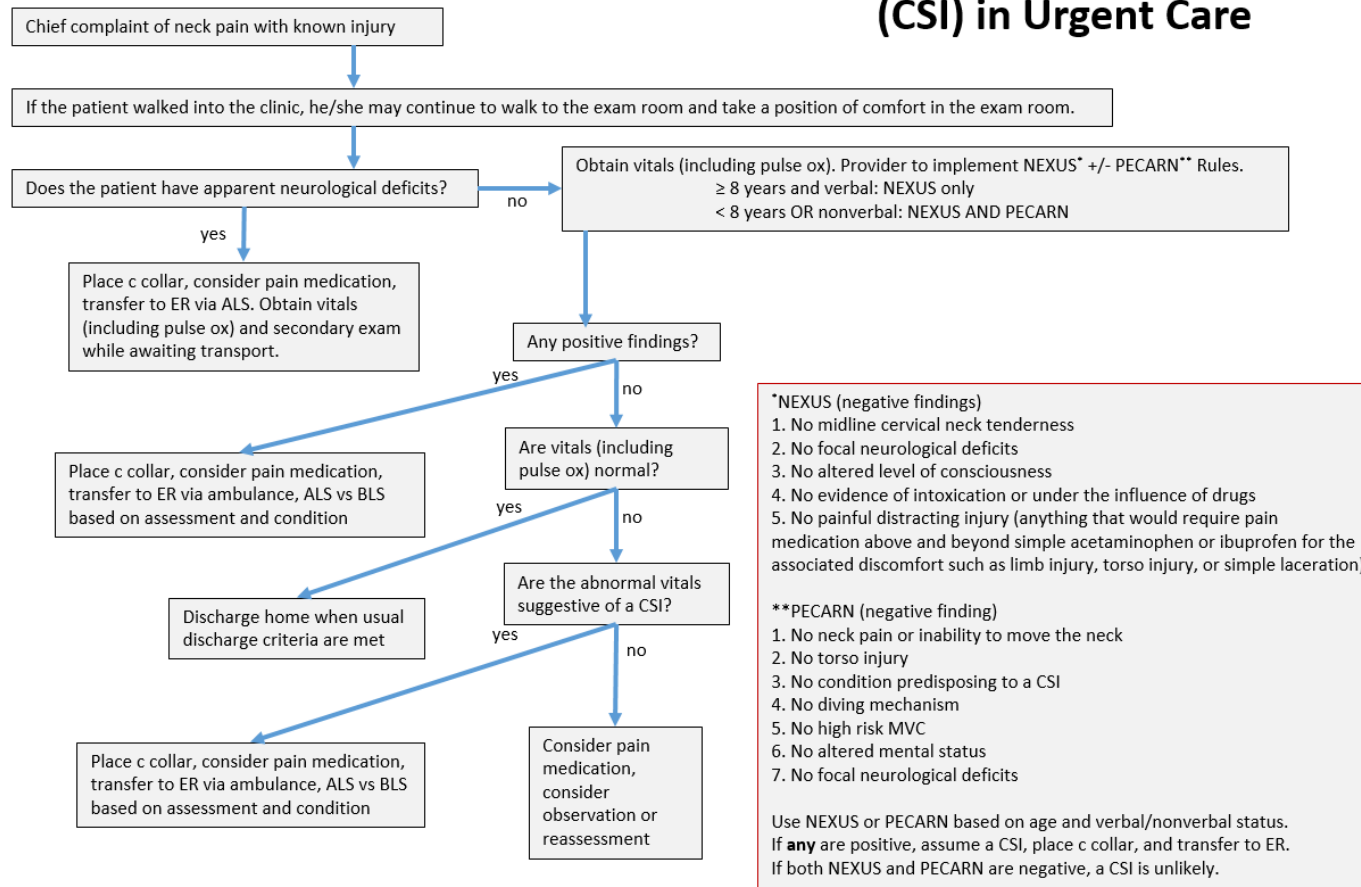 (CSI) in Urgent Care
Chief complaint of neck pain with known injury
If the patient walked into the clinic, he/she may continue to walk to the exam room and take a position of comfort in the exam room.
Does the patient have apparent neurological deficits?
no
yes
Obtain vitals (including pulse ox). Provider to implement NEXUS* +/- PECARN** Rules.
≥ 8 years and verbal: NEXUS only
< 8 years OR nonverbal: NEXUS AND PECARN
Place c collar, consider pain medication,
transfer to ER via ALS. Obtain vitals
(including pulse ox) and secondary exam
while awaiting transport.
Any positive findings?
yes
no
Place c collar, consider pain medication,
transfer to ER via ambulance, ALS vs BLS
based on assessment and condition
Are vitals (including
pulse ox) normal?
yes
no
Discharge home when usual
discharge criteria are met
Are the abnormal vitals
suggestive of a CSI?
yes
no
Place c collar, consider pain medication,
transfer to ER via ambulance, ALS vs BLS
based on assessment and condition
Consider pain
medication,
consider
observation or
reassessment
*NEXUS (negative findings)
1. No midline cervical neck tenderness
2. No focal neurological deficits
3. No altered level of consciousness
4. No evidence of intoxication or under the influence of drugs
5. No painful distracting injury (anything that would require pain
medication above and beyond simple acetaminophen or ibuprofen for the
associated discomfort such as limb injury, torso injury, or simple laceration)
**PECARN (negative finding)
1. No neck pain or inability to move the neck
2. No torso injury
3. No condition predisposing to a CSI
4. No diving mechanism
5. No high risk MVC
6. No altered mental status
7. No focal neurological deficits
Use NEXUS or PECARN based on age and verbal/nonverbal status.
If any are positive, assume a CSI, place c collar, and transfer to ER.
If both NEXUS and PECARN are negative, a CSI is unlikely.